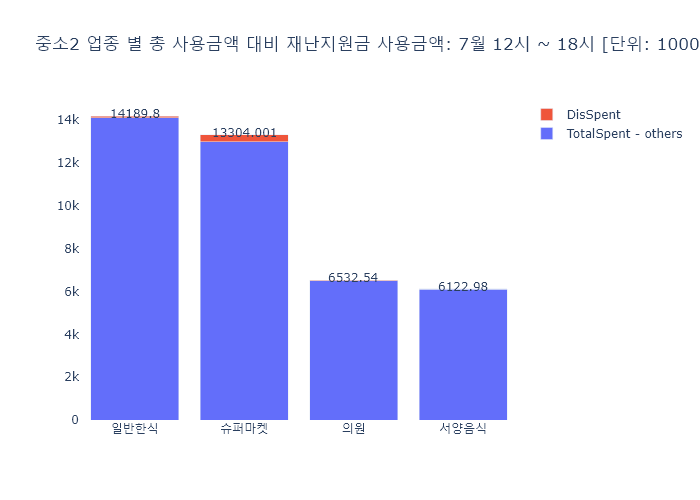 중소2 업종 별 총 사용금액 대비 재난지원금 사용금액: 7월 12시 ~ 18시 [단위: 1000
DisSpent
TotalSpent - others
14189.8
13304.001
6532.54
6122.98
14k
12k
10k
8k
6k
4k
2k
0
일반한식
슈퍼마켓
의원
서양음식